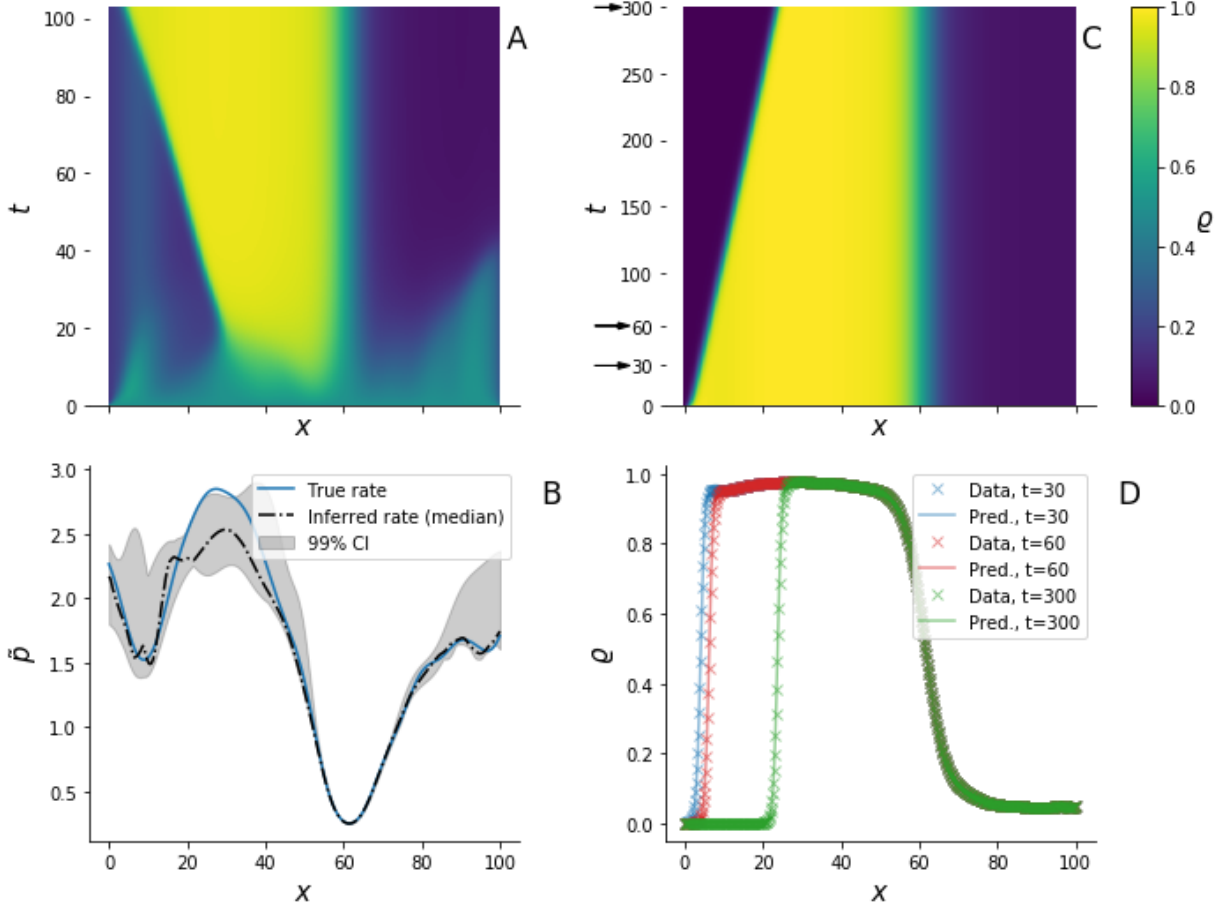 A
100
80
60
40
20
0
t
x
C
300
250
200
150
100
60
30
0
t
x
1.0
0.8
0.6
0.4
0.2
0.0
ϱ
B
3.0
2.5
2.0
1.5
1.0
0.5
p̃
True rate
Inferred rate (median)
99% CI
0 20 40 60 80 100
x
D
1.0
0.8
0.6
0.4
0.2
0.0
ϱ
Data, t=30
Pred., t=30
Data, t=60
Pred., t=60
Data, t=300
Pred., t=300
0 20 40 60 80 100
x